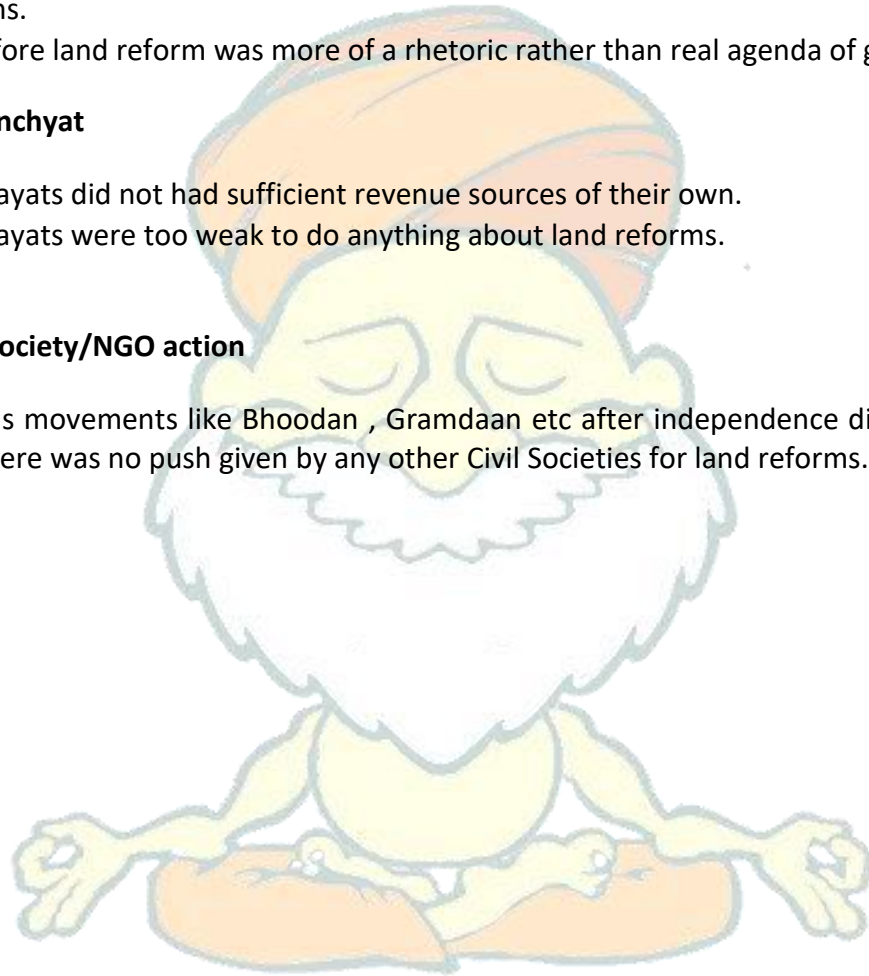 ns.
fore land reform was more of a rhetoric rather than real agenda of g
nchyat
ayats did not had sufficient revenue sources of their own.
ayats were too weak to do anything about land reforms.
ociety/NGO action
s movements like Bhoodan , Gramdaan etc after independence di
ere was no push given by any other Civil Societies for land reforms.